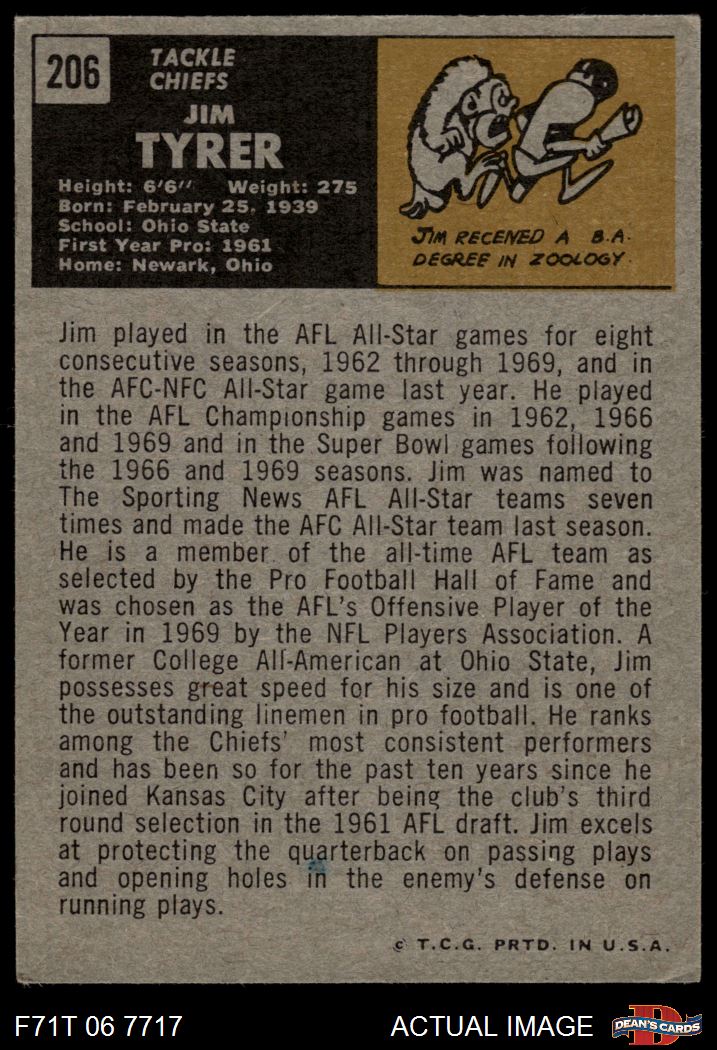 206
TACKLE
CHIEFS
JIM
TYRER
Height: 6'6" Weight: 275
Born: February 25, 1939
School: Ohio State
First Year Pro: 1961
Home: Newark, Ohio
JIM RECEIVED A B.A.
DEGREE IN ZOOLOGY.
Jim played in the AFL All-Star games for eight
consecutive seasons, 1962 through 1969, and in
the AFC-NFC All-Star game last year. He played
in the AFL Championship games in 1962, 1966
and 1969 and in the Super Bowl games following
the 1966 and 1969 seasons. Jim was named to
The Sporting News AFL All-Star teams seven
times and made the AFC All-Star team last season.
He is a member of the all-time AFL team as
selected by the Pro Football Hall of Fame and
was chosen as the AFL's Offensive Player of the
Year in 1969 by the NFL Players Association. A
former College All-American at Ohio State, Jim
possesses great speed for his size and is one of
the outstanding linemen in pro football. He ranks
among the Chiefs' most consistent performers
and has been so for the past ten years since he
joined Kansas City after being the club's third
round selection in the 1961 AFL draft. Jim excels
at protecting the quarterback on passing plays
and opening holes in the enemy's defense on
running plays.
© T.C.G. PRTD. IN U.S.A.
F71T 06 7717 ACTUAL IMAGE D DEAN'S CARDS